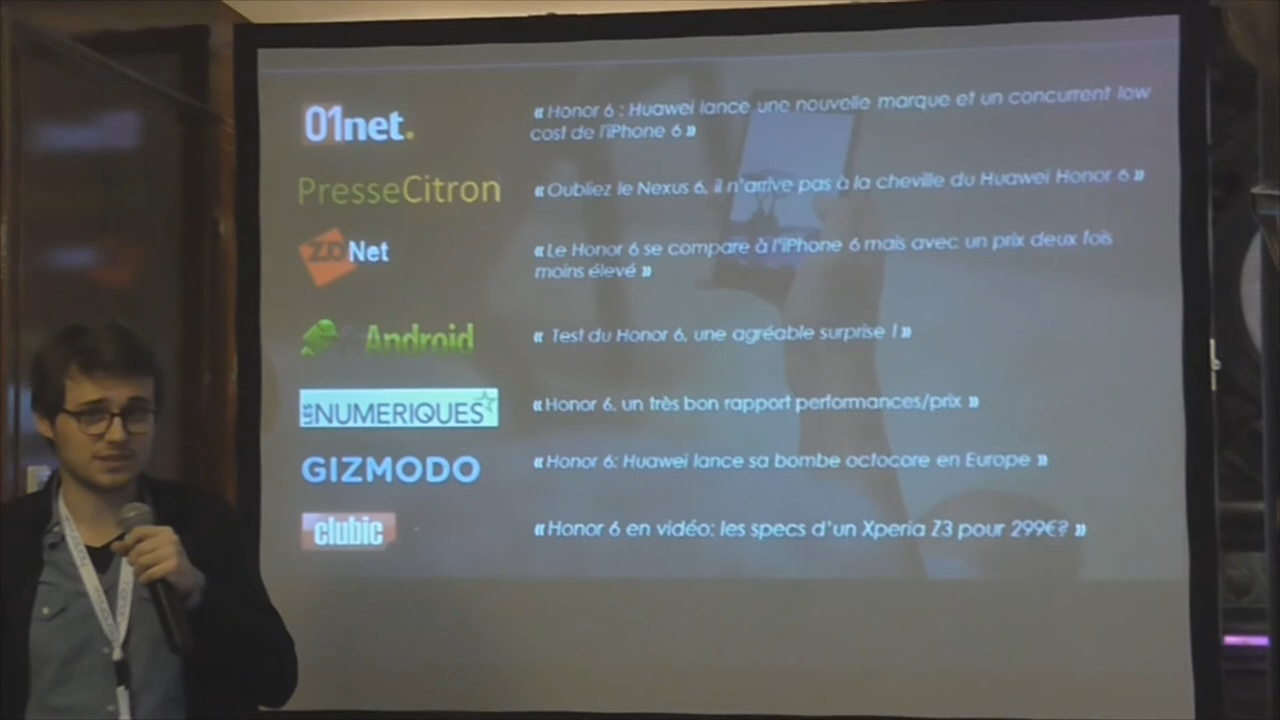 01net.
« Honor 6 : Huawei lance une nouvelle marque et un concurrent low
cost de l'iPhone 6 »
PresseCitron
« Oubliez le Nexus 6, il n'arrive pas à la cheville du Huawei Honor 6 »
ZDNet
« Le Honor 6 se compare à l'iPhone 6 mais avec un prix deux fois
moins élevé »
Android
« Test du Honor 6, une agréable surprise ! »
LES NUMERIQUES
« Honor 6, un très bon rapport performances/prix »
GIZMODO
« Honor 6: Huawei lance sa bombe octocore en Europe »
clubic
« Honor 6 en vidéo: les specs d'un Xperia Z3 pour 299€? »